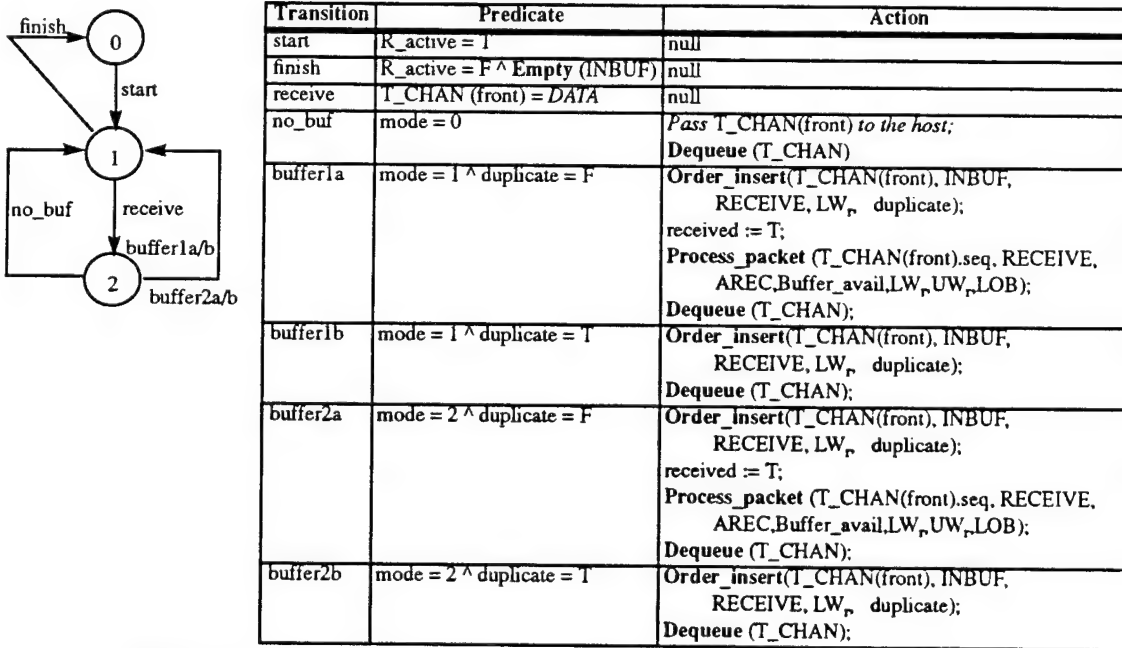 finish
0
start
1
no_buf
receive
buffer1a/b
2
buffer2a/b
Transition Predicate Action
start R_active = T null
finish R_active = F ^ Empty (INBUF) null
receive T_CHAN (front) = DATA null
no_buf mode = 0 Pass T_CHAN(front) to the host;
Dequeue (T_CHAN)
buffer1a mode = 1 ^ duplicate = F Order_insert(T_CHAN(front), INBUF,
RECEIVE, LWr, duplicate);
received := T;
Process_packet (T_CHAN(front).seq, RECEIVE,
AREC,Buffer_avail,LWr,UWr,LOB);
Dequeue (T_CHAN);
buffer1b mode = 1 ^ duplicate = T Order_insert(T_CHAN(front), INBUF,
RECEIVE, LWr, duplicate);
Dequeue (T_CHAN);
buffer2a mode = 2 ^ duplicate = F Order_insert(T_CHAN(front), INBUF,
RECEIVE, LWr, duplicate);
received := T;
Process_packet (T_CHAN(front).seq, RECEIVE,
AREC,Buffer_avail,LWr,UWr,LOB);
Dequeue (T_CHAN);
buffer2b mode = 2 ^ duplicate = T Order_insert(T_CHAN(front), INBUF,
RECEIVE, LWr, duplicate);
Dequeue (T_CHAN);